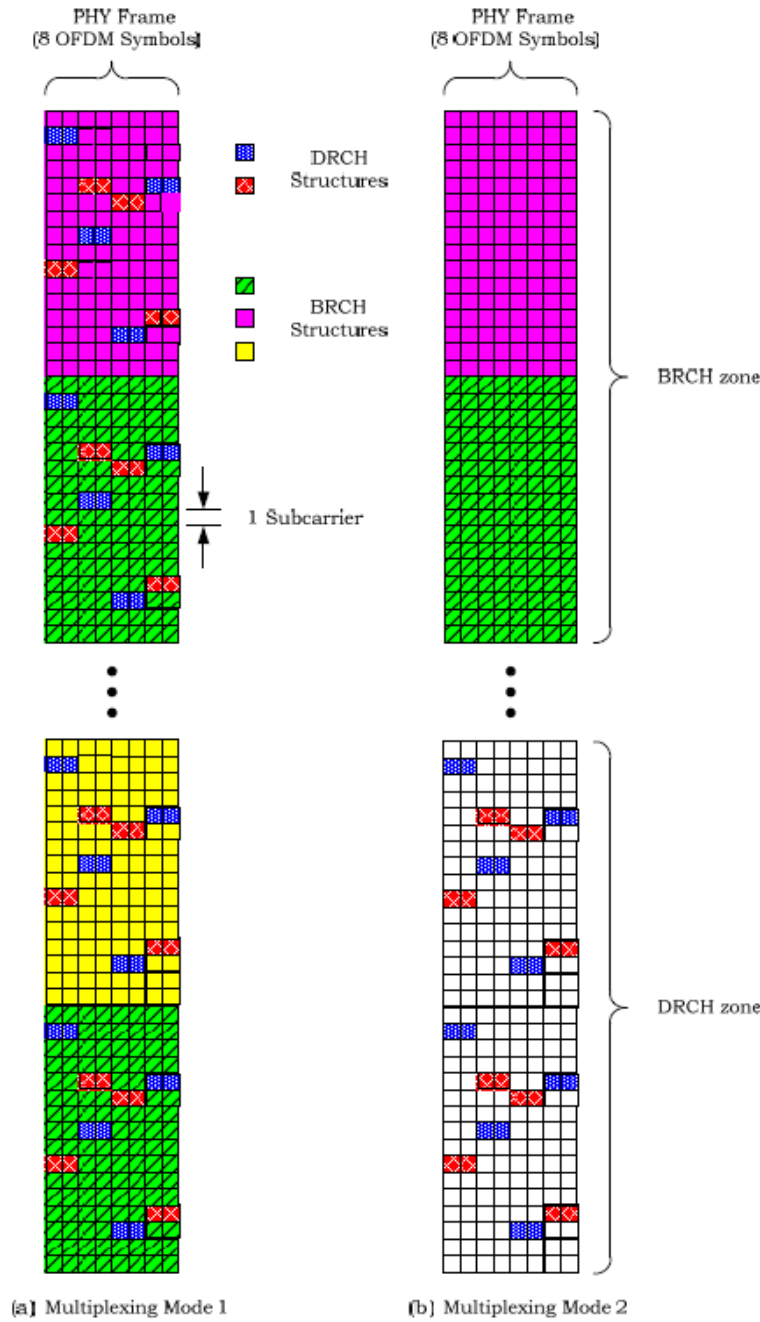 PHY Frame
(8 OFDM Symbols)
PHY Frame
(8 OFDM Symbols)
DRCH
Structures
BRCH
Structures
BRCH zone
1 Subcarrier
DRCH zone
(a) Multiplexing Mode 1
(b) Multiplexing Mode 2